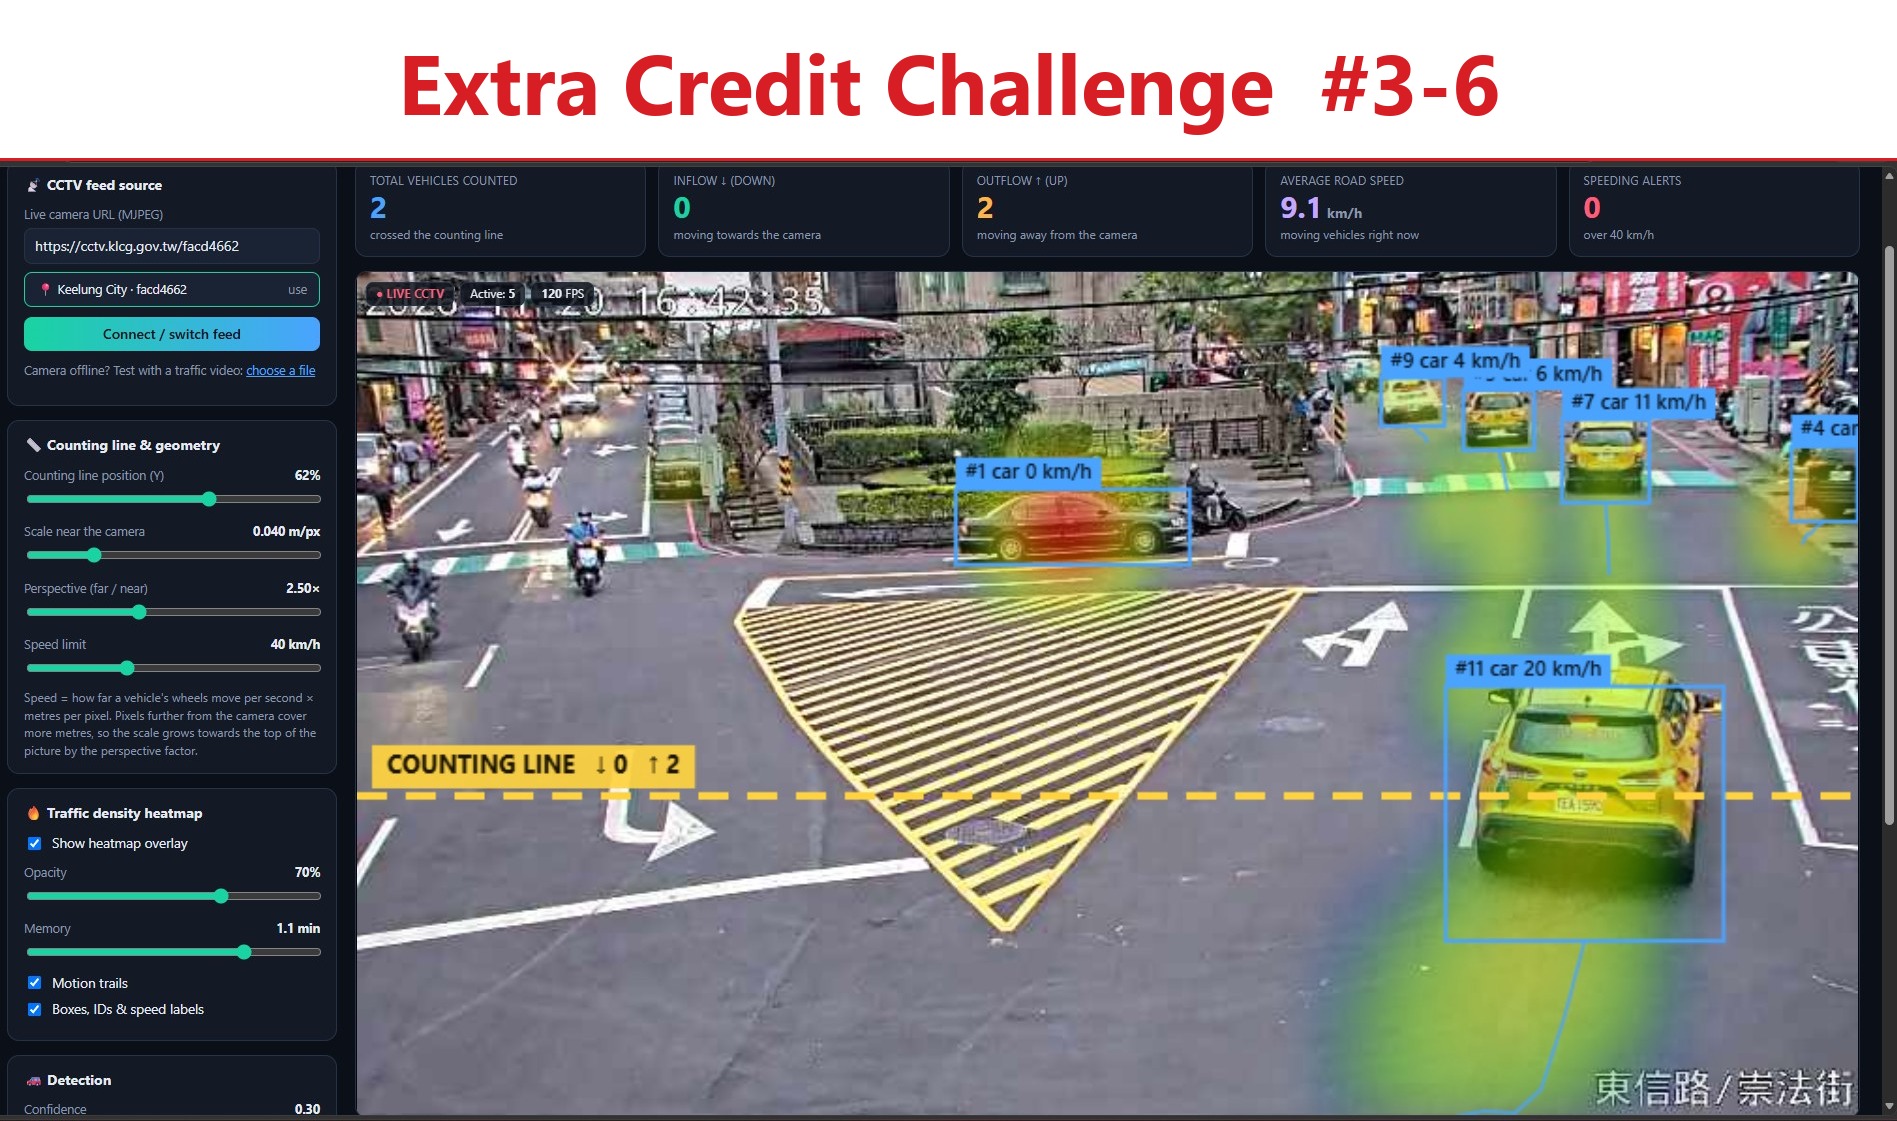 Extra Credit Challenge #3-6
CCTV feed source
Live camera URL (MJPEG)
https://cctv.klcg.gov.tw/facd4662
Keelung City · facd4662 use
Connect / switch feed
Camera offline? Test with a traffic video: choose a file
Counting line & geometry
Counting line position (Y) 62%
Scale near the camera 0.040 m/px
Perspective (far / near) 2.50×
Speed limit 40 km/h
Speed = how far a vehicle's wheels move per second ×
metres per pixel. Pixels further from the camera cover
more metres, so the scale grows towards the top of the
picture by the perspective factor.
Traffic density heatmap
Show heatmap overlay
Opacity 70%
Memory 1.1 min
Motion trails
Boxes, IDs & speed labels
Detection
Confidence 0.30
TOTAL VEHICLES COUNTED
2
crossed the counting line
INFLOW ↓ (DOWN)
0
moving towards the camera
OUTFLOW ↑ (UP)
2
moving away from the camera
AVERAGE ROAD SPEED
9.1 km/h
moving vehicles right now
SPEEDING ALERTS
0
over 40 km/h
LIVE CCTV Active: 5 120 FPS
16:42:35
#9 car 4 km/h
6 km/h
#7 car 11 km/h
#4 car
#1 car 0 km/h
#11 car 20 km/h
COUNTING LINE ↓0 ↑2
東信路/崇法街